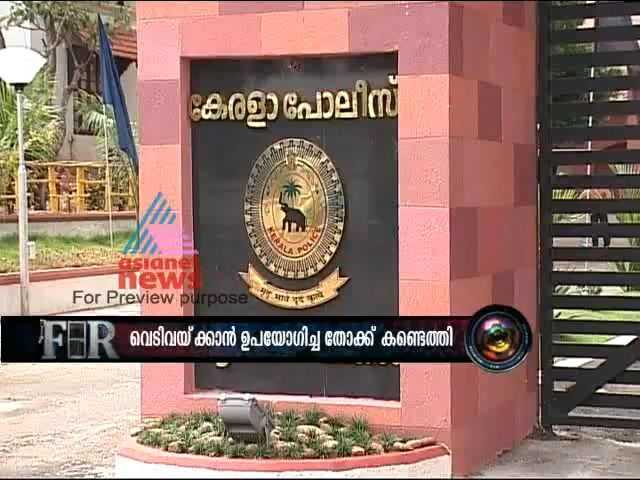 കേരളാ പോലീസ്
KERALA POLICE
मृदु भावे दृढ कृत्ये
asianet
news
For Preview purpose
FIR വെടിവയ്ക്കാൻ ഉപയോഗിച്ച തോക്ക് കണ്ടെത്തി